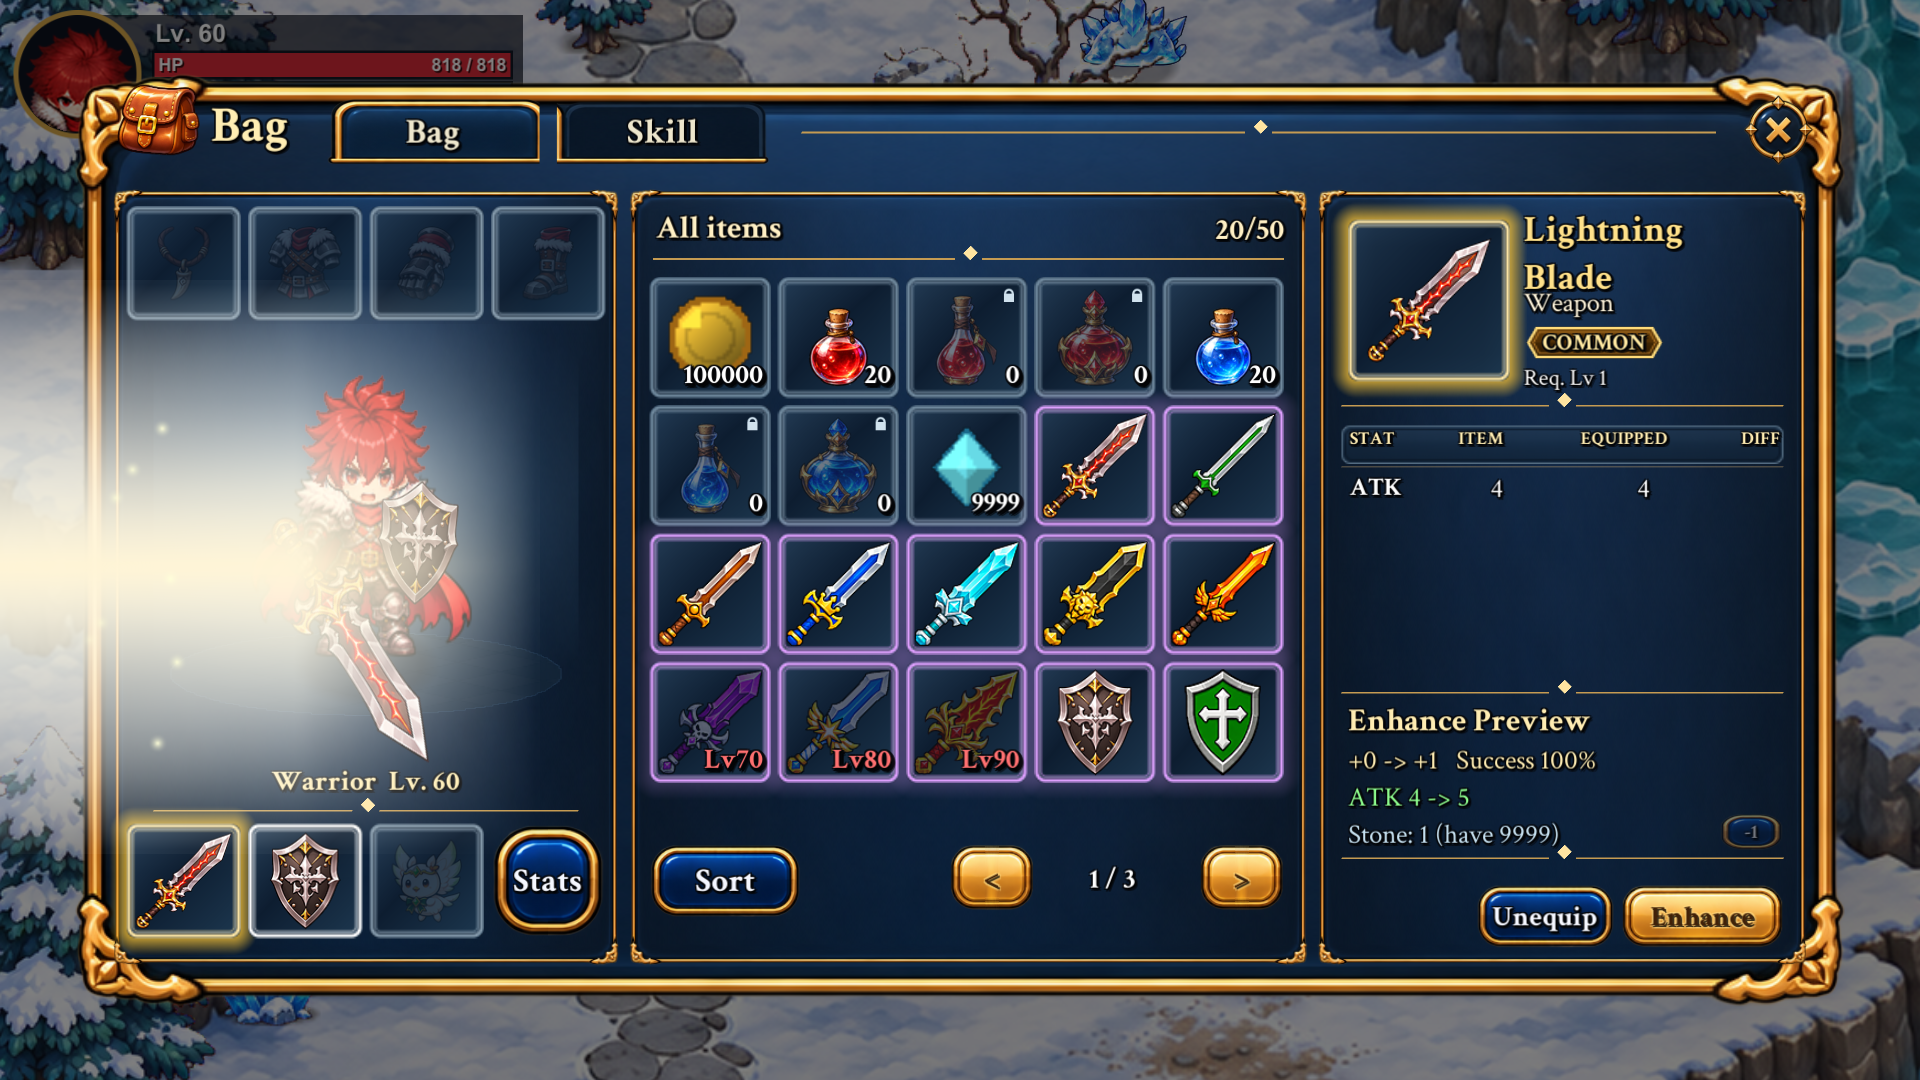 Lv. 60
HP 818 / 818
Bag
Bag
Skill
All items
20/50
100000
20
0
0
20
0
0
9999
Lv70
Lv80
Lv90
Warrior Lv. 60
Stats
Sort
<
1 / 3
>
Lightning
Blade
Weapon
COMMON
Req. Lv 1
STAT ITEM EQUIPPED DIFF
ATK 4 4
Enhance Preview
+0 -> +1 Success 100%
ATK 4 -> 5
Stone: 1 (have 9999)
-1
Unequip
Enhance